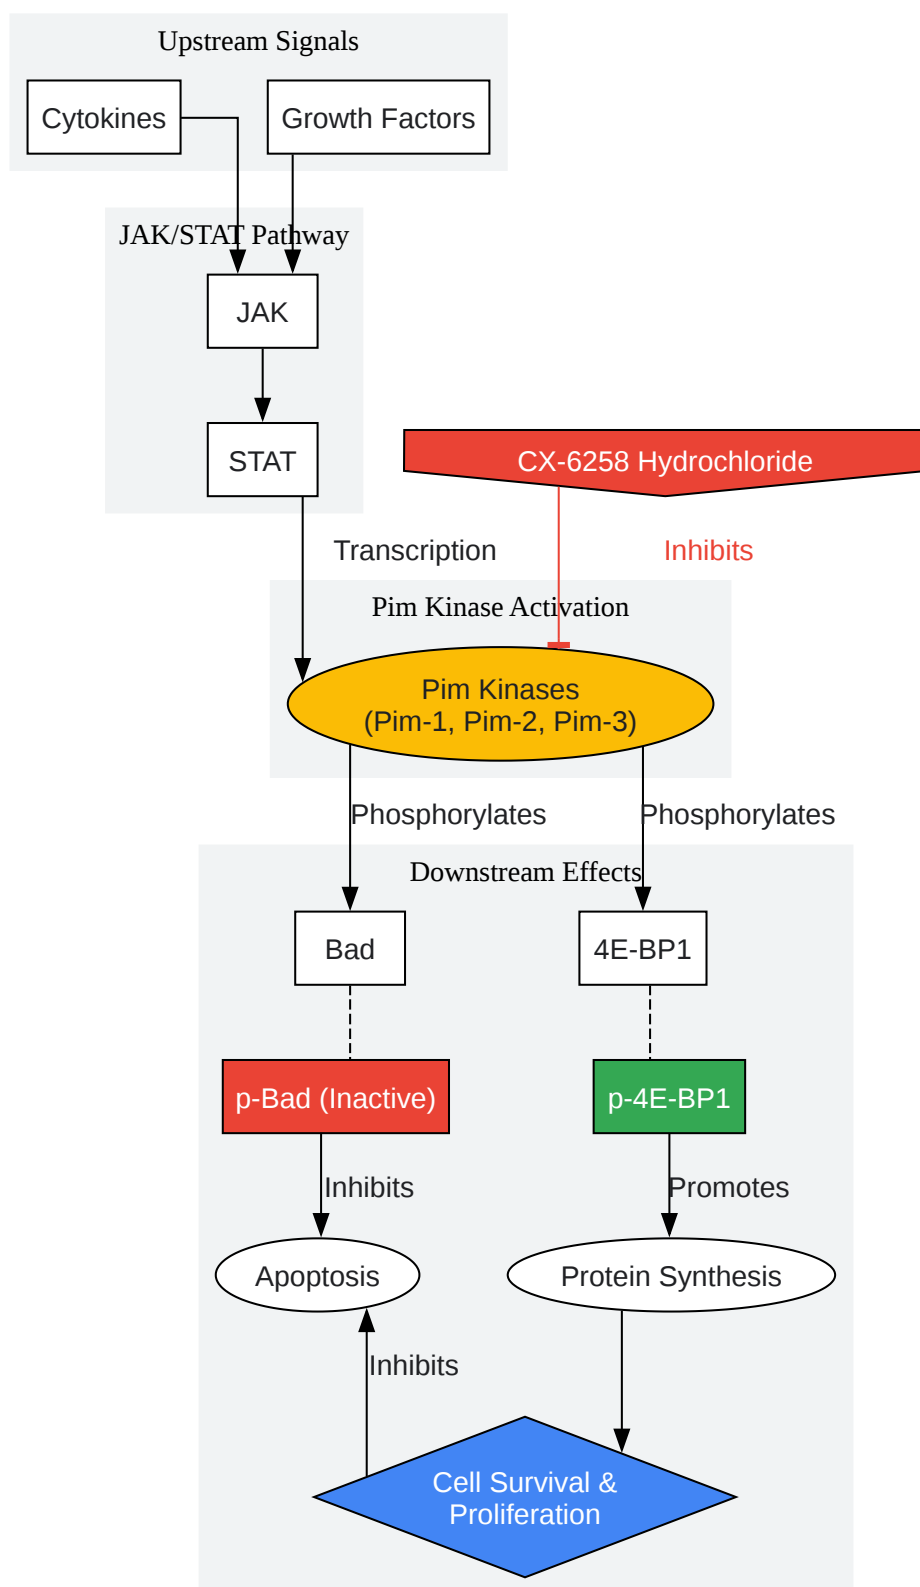 Upstream Signals
Cytokines
Growth Factors
JAK/STAT Pathway
JAK
STAT
CX-6258 Hydrochloride
Transcription
Inhibits
Pim Kinase Activation
Pim Kinases
(Pim-1, Pim-2, Pim-3)
Phosphorylates
Phosphorylates
Downstream Effects
Bad
4E-BP1
p-Bad (Inactive)
p-4E-BP1
Inhibits
Promotes
Apoptosis
Protein Synthesis
Inhibits
Cell Survival &
Proliferation